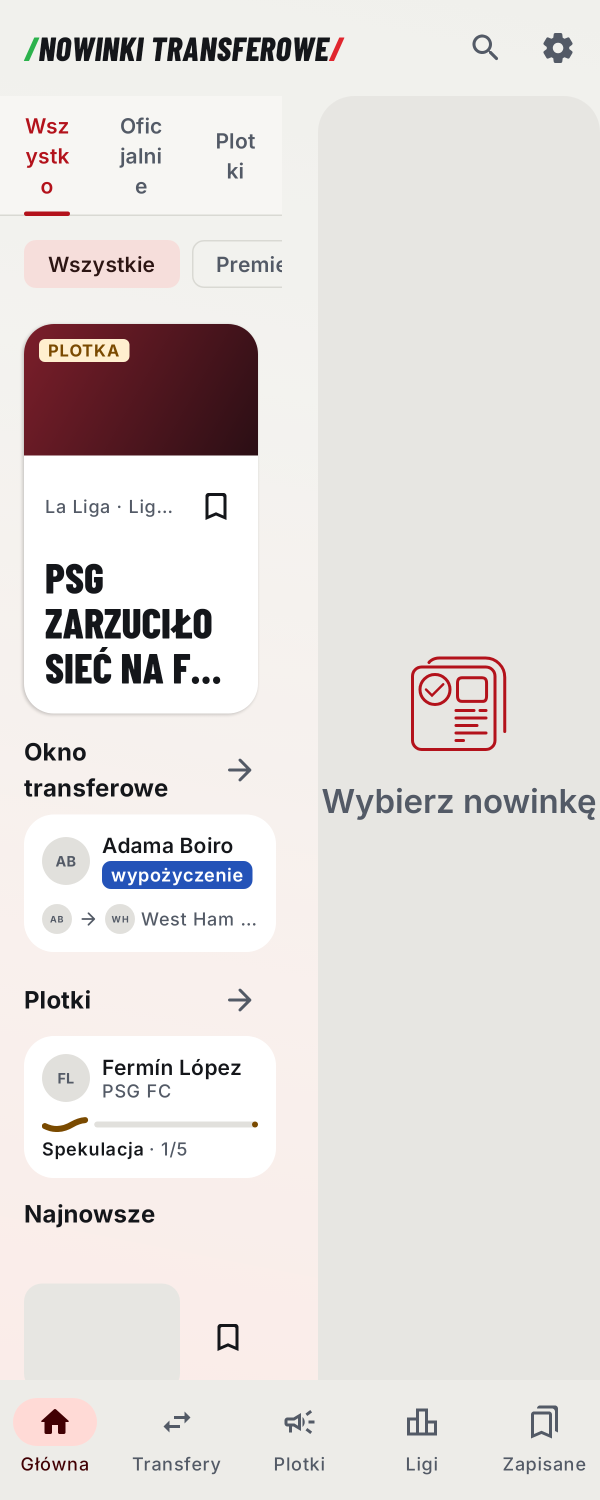 /NOWINKI TRANSFEROWE/
Wsz
ystk
o
Ofic
jalni
e
Plot
ki
Wszystkie
Premie
PLOTKA
La Liga · Lig...
PSG
ZARZUCIŁO
SIEĆ NA F...
Okno
transferowe
AB
Adama Boiro
wypożyczenie
AB
WH
West Ham ...
Plotki
FL
Fermín López
PSG FC
Spekulacja · 1/5
Najnowsze
Wybierz nowinkę
Główna
Transfery
Plotki
Ligi
Zapisane